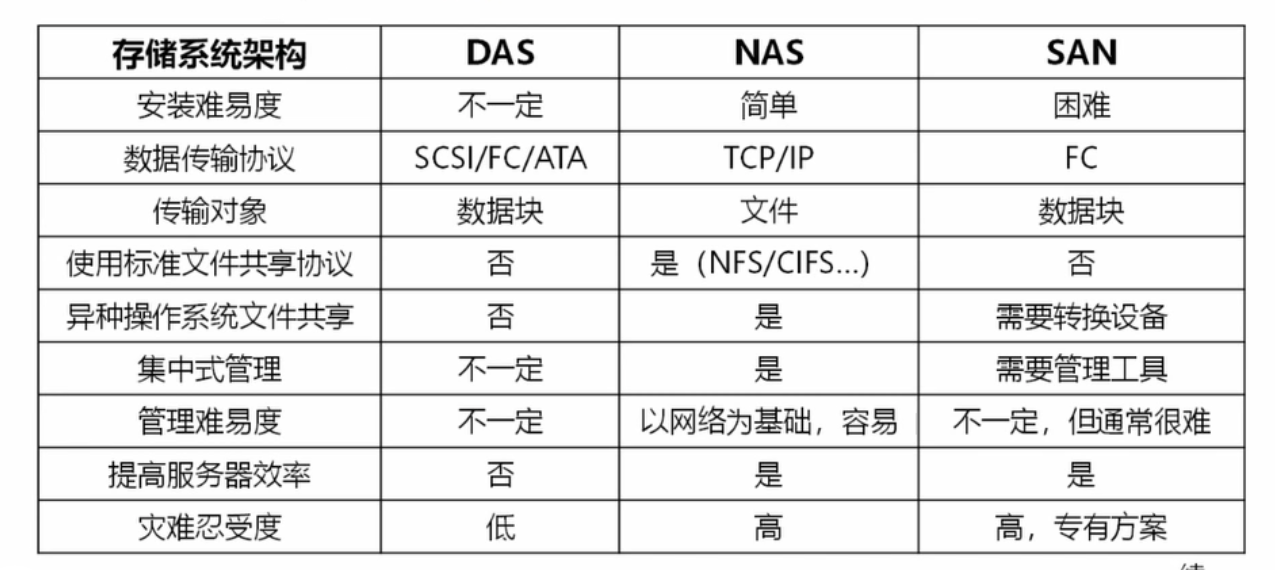 存储系统架构 DAS NAS SAN
安装难易度 不一定 简单 困难
数据传输协议 SCSI/FC/ATA TCP/IP FC
传输对象 数据块 文件 数据块
使用标准文件共享协议 否 是（NFS/CIFS...） 否
异种操作系统文件共享 否 是 需要转换设备
集中式管理 不一定 是 需要管理工具
管理难易度 不一定 以网络为基础，容易 不一定，但通常很难
提高服务器效率 否 是 是
灾难忍受度 低 高 高，专有方案